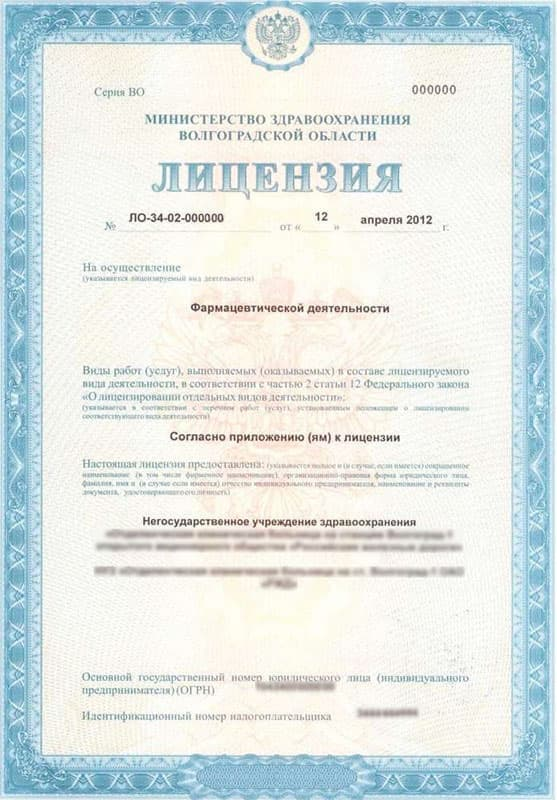 Серия ВО
000000
МИНИСТЕРСТВО ЗДРАВООХРАНЕНИЯ
ВОЛГОГРАДСКОЙ ОБЛАСТИ
ЛИЦЕНЗИЯ
№ ЛО-34-02-000000 от « 12 » апреля 2012 г.
На осуществление
(указывается лицензируемый вид деятельности)
Фармацевтической деятельности
Виды работ (услуг), выполняемых (оказываемых) в составе лицензируемого
вида деятельности, в соответствии с частью 2 статьи 12 Федерального закона
«О лицензировании отдельных видов деятельности»:
(указывается в соответствии с перечнем работ (услуг), установленным положением о лицензировании
соответствующего вида деятельности)
Согласно приложению (ям) к лицензии
Настоящая лицензия предоставлена: (указывается полное и (в случае, если имеется) сокращенное
наименование (в том числе фирменное наименование), организационно-правовая форма юридического лица,
фамилия, имя и (в случае если имеется) отчество индивидуального предпринимателя, наименование и реквизиты
документа, удостоверяющего его личность)
Негосударственное учреждение здравоохранения
Основной государственный номер юридического лица (индивидуального
предпринимателя) (ОГРН)
Идентификационный номер налогоплательщика